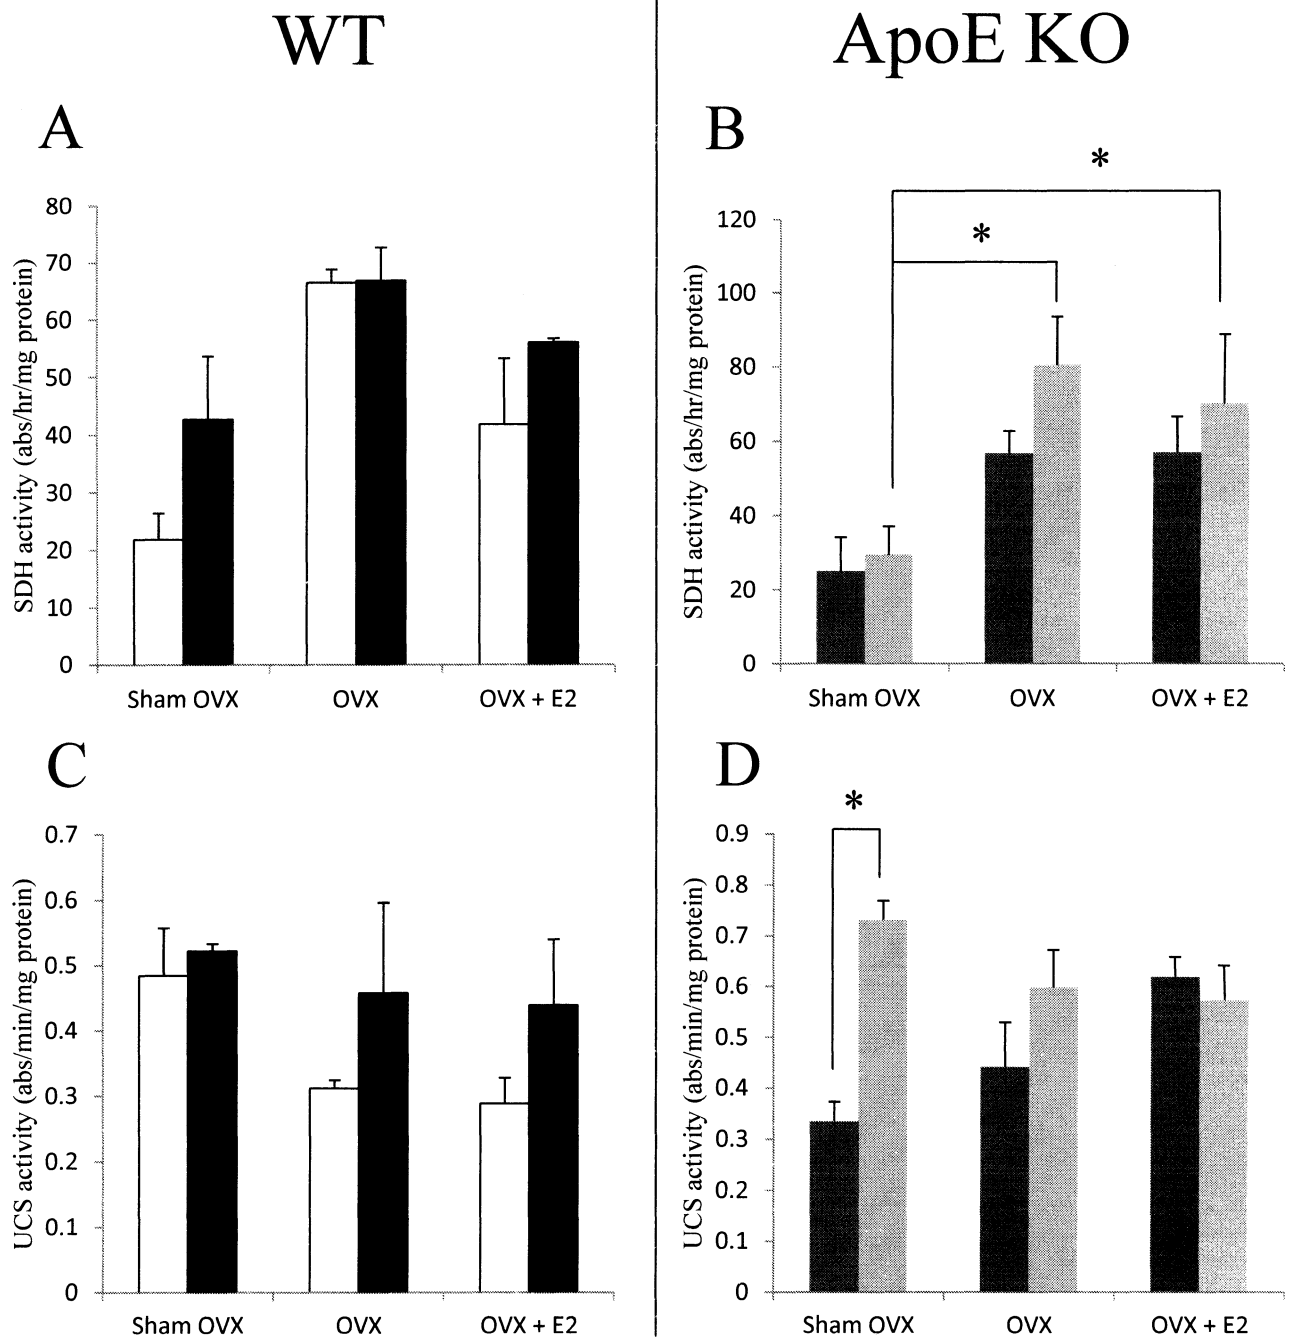 WT
ApoE KO
A
SDH activity (abs/hr/mg protein)
80
70
60
50
40
30
20
10
0
Sham OVX
OVX
OVX + E2
B
SDH activity (abs/hr/mg protein)
120
100
80
60
40
20
0
*
*
Sham OVX
OVX
OVX + E2
C
UCS activity (abs/min/mg protein)
0.7
0.6
0.5
0.4
0.3
0.2
0.1
0
Sham OVX
OVX
OVX + E2
D
UCS activity (abs/min/mg protein)
0.9
0.8
0.7
0.6
0.5
0.4
0.3
0.2
0.1
0
*
Sham OVX
OVX
OVX + E2